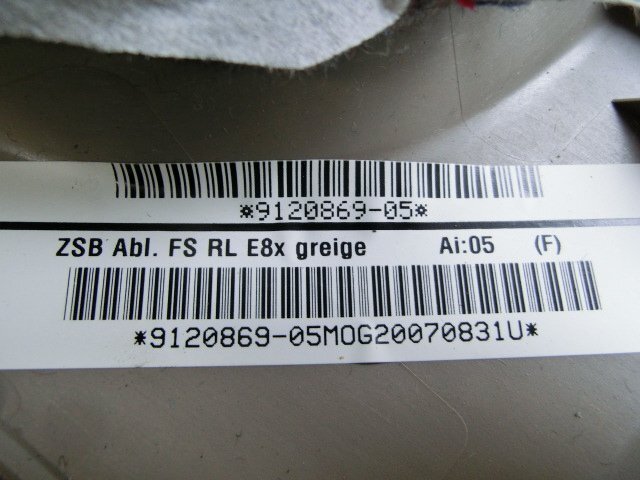 *9120869-05*
ZSB Abl. FS RL E8x greige Ai:05 (F)
*9120869-05MOG20070831U*